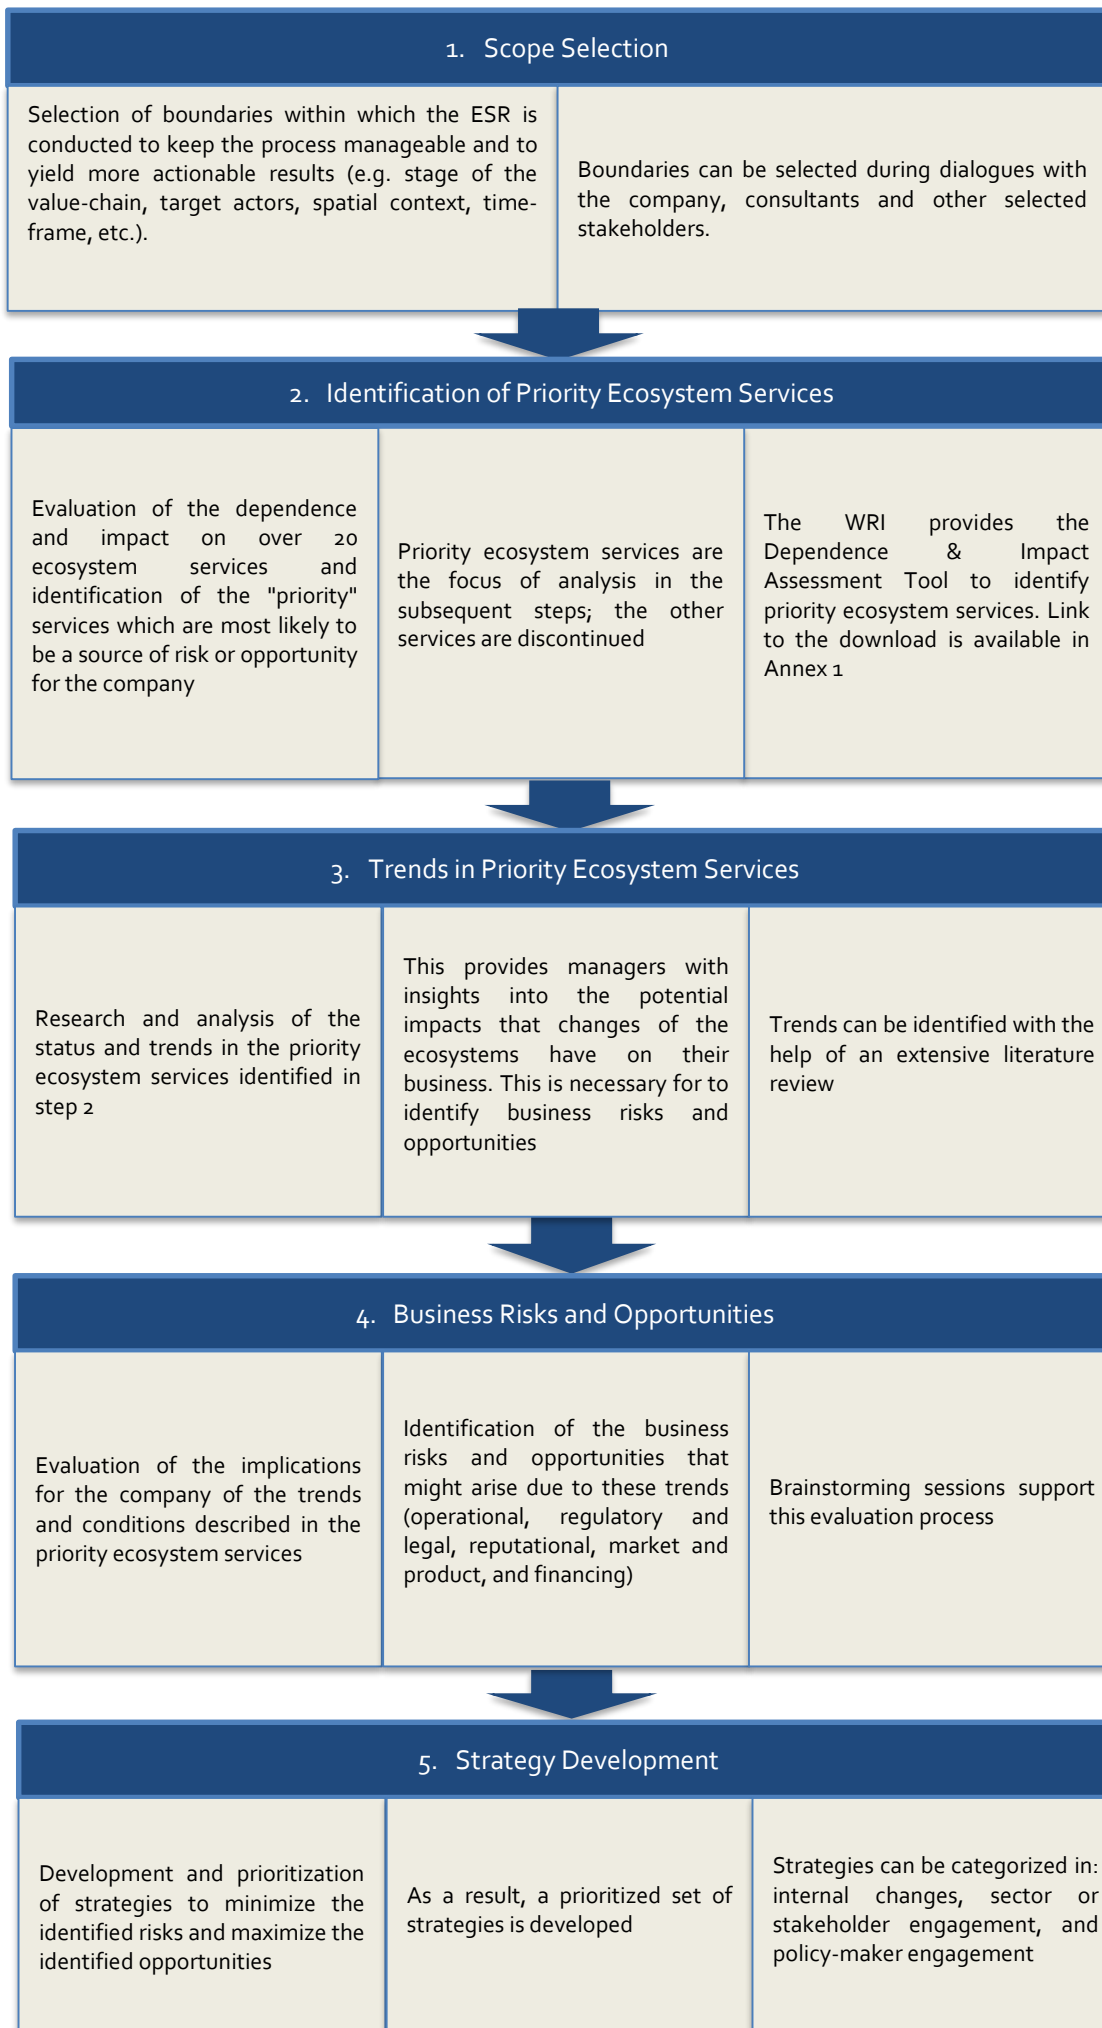 1. Scope Selection
Selection of boundaries within which the ESR is
conducted to keep the process manageable and to
yield more actionable results (e.g. stage of the
value-chain, target actors, spatial context, time-
frame, etc.).
Boundaries can be selected during dialogues with
the company, consultants and other selected
stakeholders.
2. Identification of Priority Ecosystem Services
Evaluation of the dependence
and impact on over 20
ecosystem services and
identification of the "priority"
services which are most likely to
be a source of risk or opportunity
for the company
Priority ecosystem services are
the focus of analysis in the
subsequent steps; the other
services are discontinued
The WRI provides the
Dependence & Impact
Assessment Tool to identify
priority ecosystem services. Link
to the download is available in
Annex 1
3. Trends in Priority Ecosystem Services
Research and analysis of the
status and trends in the priority
ecosystem services identified in
step 2
This provides managers with
insights into the potential
impacts that changes of the
ecosystems have on their
business. This is necessary for to
identify business risks and
opportunities
Trends can be identified with the
help of an extensive literature
review
4. Business Risks and Opportunities
Evaluation of the implications
for the company of the trends
and conditions described in the
priority ecosystem services
Identification of the business
risks and opportunities that
might arise due to these trends
(operational, regulatory and
legal, reputational, market and
product, and financing)
Brainstorming sessions support
this evaluation process
5. Strategy Development
Development and prioritization
of strategies to minimize the
identified risks and maximize the
identified opportunities
As a result, a prioritized set of
strategies is developed
Strategies can be categorized in:
internal changes, sector or
stakeholder engagement, and
policy-maker engagement